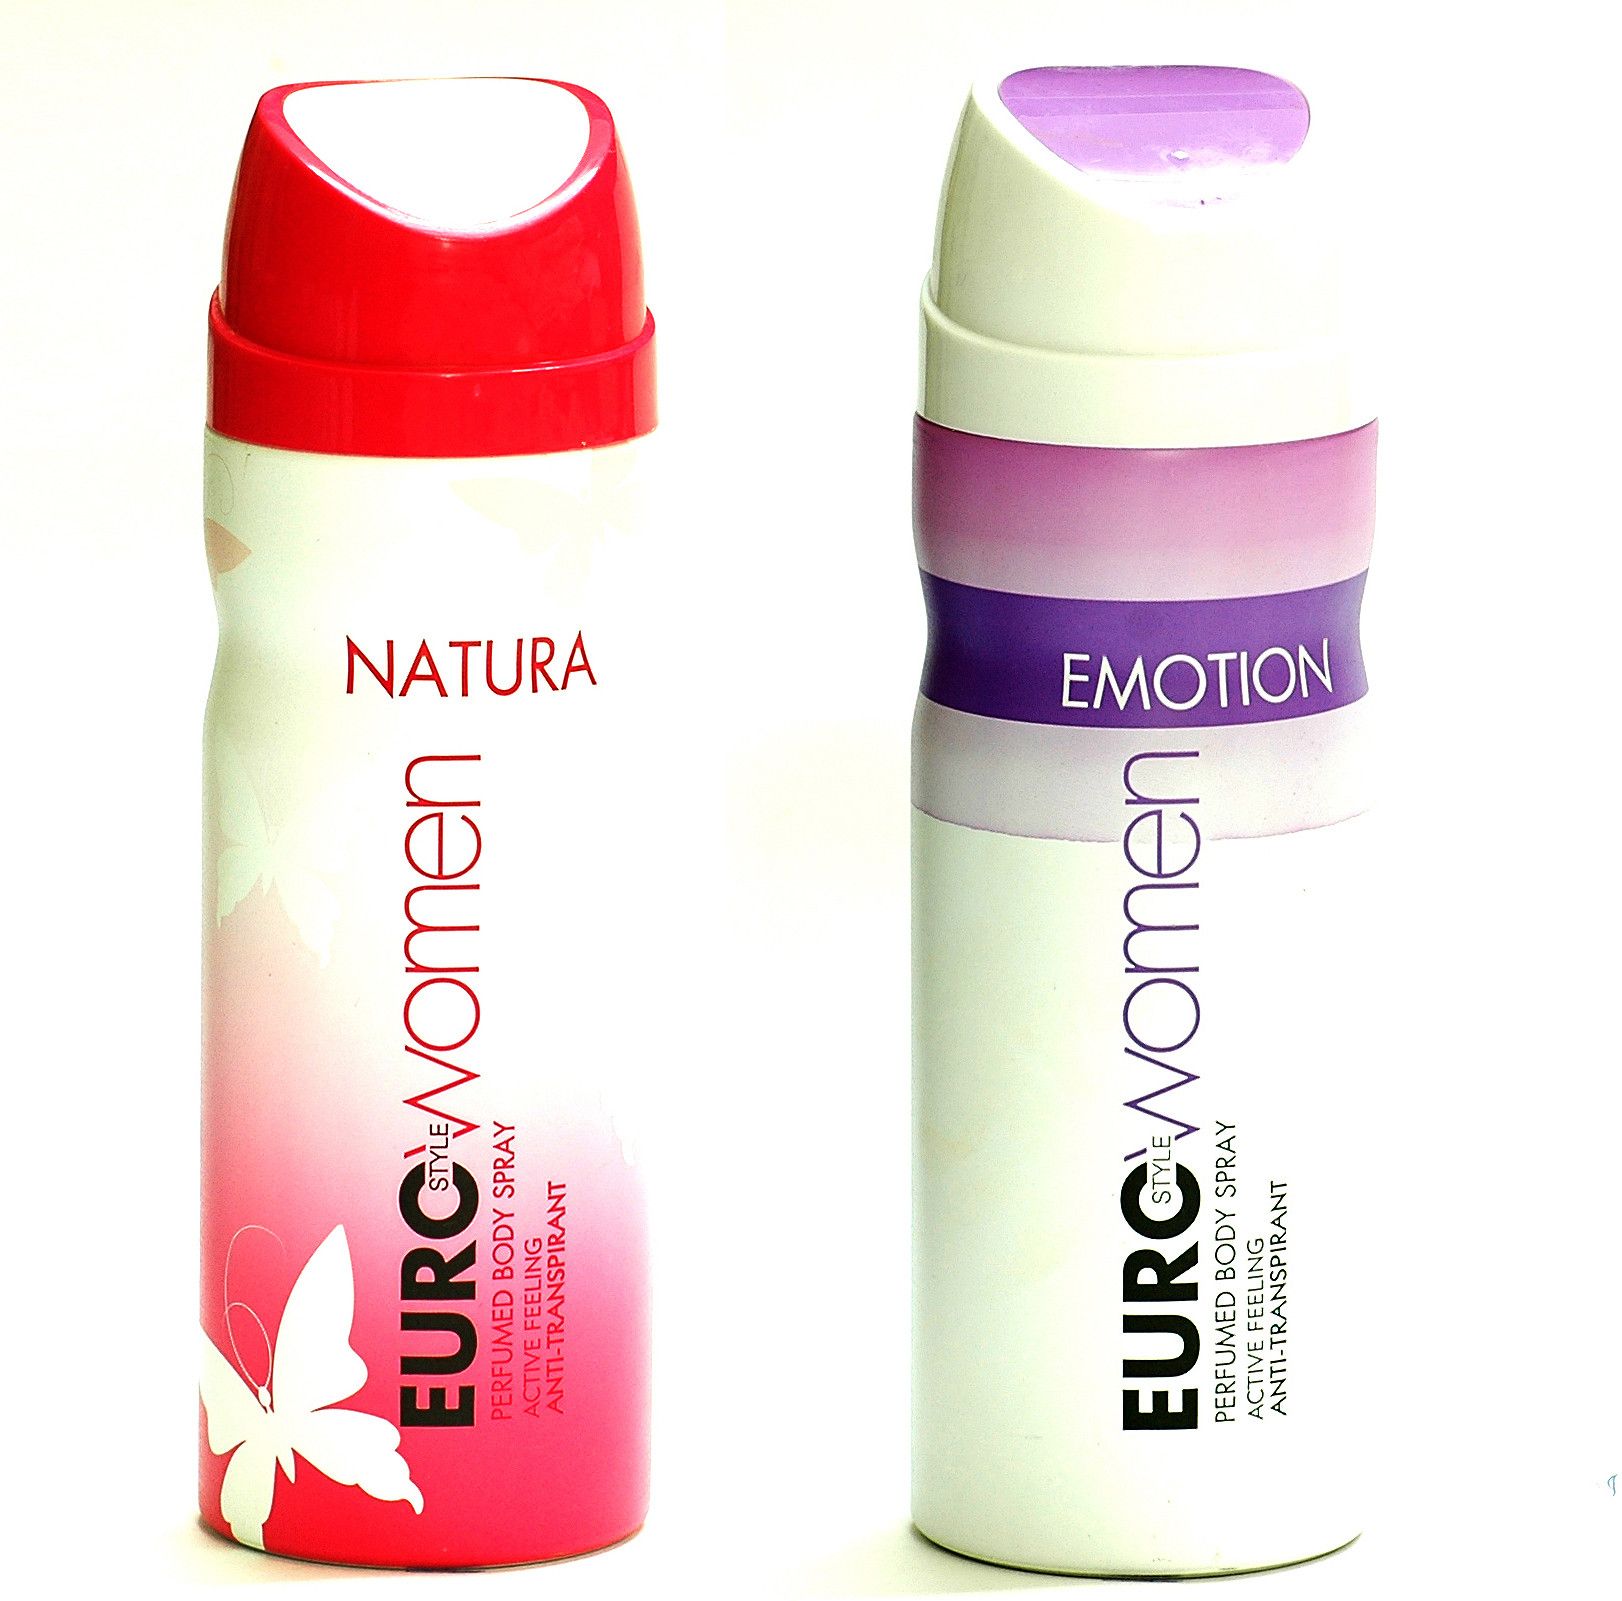 NATURA
EURO STYLE women
PERFUMED BODY SPRAY
ACTIVE FEELING
ANTI-TRANSPIRANT
EMOTION
EURO STYLE women
PERFUMED BODY SPRAY
ACTIVE FEELING
ANTI-TRANSPIRANT